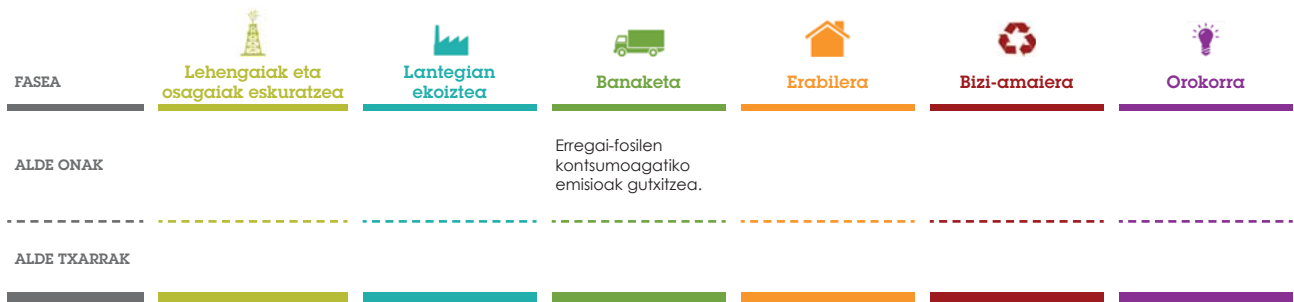 FASEA
Lehengaiak eta
osagaiak eskuratzea
Lantegian
ekoiztea
Banaketa
Erabilera
Bizi-amaiera
Orokorra
ALDE ONAK
Erregai-fosilen
kontsumoagatiko
emisioak gutxitzea.
ALDE TXARRAK